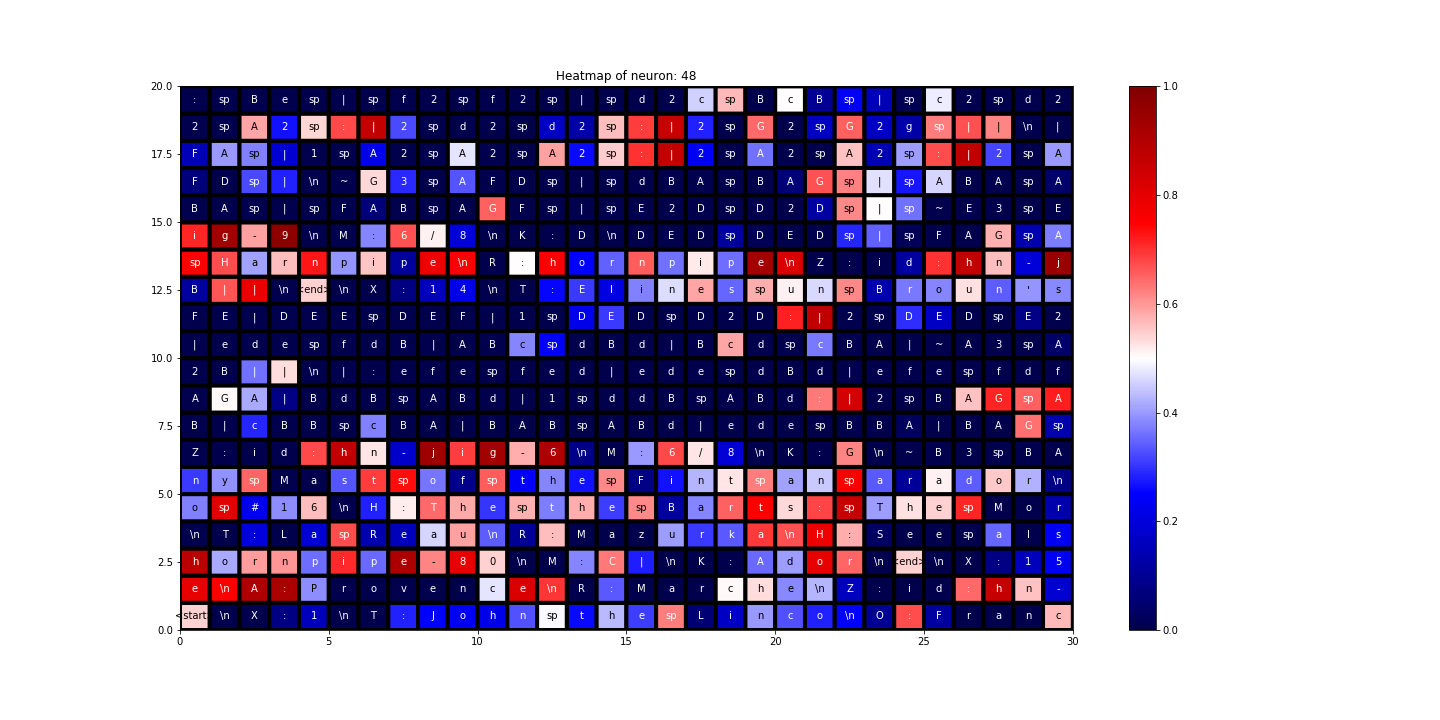 Heatmap of neuron: 48
20.0 : sp B e sp | sp f 2 sp f 2 sp | sp d 2 c sp B c B sp | sp c 2 sp d 2 1.0
2 sp A 2 sp : | 2 sp d 2 sp d 2 sp : | 2 sp G 2 sp G 2 g sp | | \n |
17.5 F A sp | 1 sp A 2 sp A 2 sp A 2 sp : | 2 sp A 2 sp A 2 sp : | 2 sp A
F D sp | \n ~ G 3 sp A F D sp | sp d B A sp B A G sp | sp A B A sp A
15.0 B A sp | sp F A B sp A G F sp | sp E 2 D sp D 2 D sp | sp ~ E 3 sp E 0.8
i g - 9 \n M : 6 / 8 \n K : D \n D E D sp D E D sp | sp F A G sp A
sp H a r n p i p e \n R : h o r n p i p e \n Z : i d : h n - j
12.5 B | | \n <end> \n X : 1 4 \n T : E l i n e s sp u n sp B r o u n ' s 0.6
F E | D E E sp D E F | 1 sp D E D sp D 2 D : | 2 sp D E D sp E 2
10.0 | e d e sp f d B | A B c sp d B d | B c d sp c B A | ~ A 3 sp A
2 B | | \n | : e f e sp f e d | e d e sp d B d | e f e sp f d f
A G A | B d B sp A B d | 1 sp d d B sp A B d : | 2 sp B A G sp A 0.4
7.5 B | c B B sp c B A | B A B sp A B d | e d e sp B B A | B A G sp
Z : i d : h n - j i g - 6 \n M : 6 / 8 \n K : G \n ~ B 3 sp B A
5.0 n y sp M a s t sp o f sp t h e sp F i n t sp a n sp a r a d o r \n
o sp # 1 6 \n H : T h e sp t h e sp B a r t s : sp T h e sp M o r 0.2
\n T : L a sp R e a u \n R : M a z u r k a \n H : S e e sp a l s
2.5 h o r n p i p e - 8 0 \n M : C | \n K : A d o r \n <end> \n X : 1 5
e \n A : P r o v e n c e \n R : M a r c h e \n Z : i d : h n -
<start \n X : 1 \n T : J o h n sp t h e sp L i n c o \n O : F r a n c
0.0 0.0
0 5 10 15 20 25 30